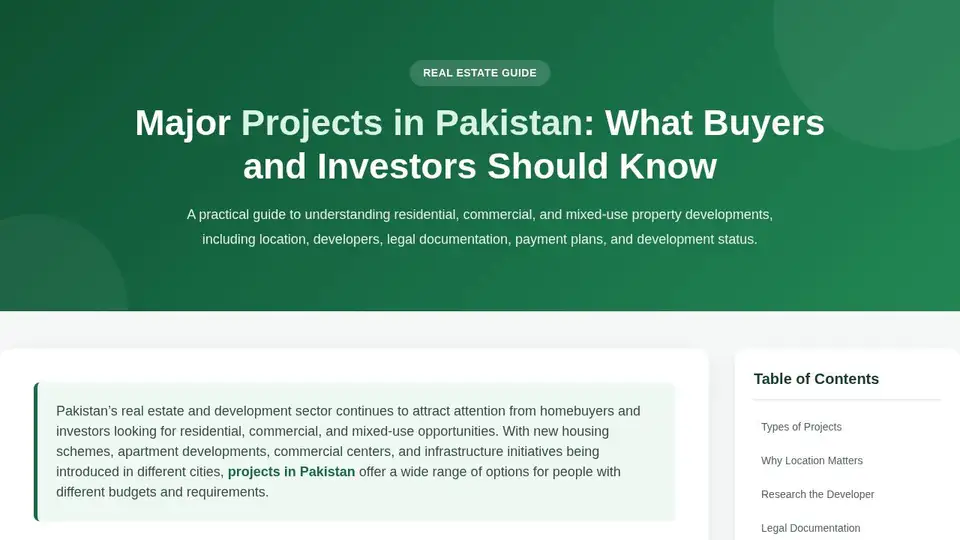 REAL ESTATE GUIDE
Major Projects in Pakistan: What Buyers
and Investors Should Know
A practical guide to understanding residential, commercial, and mixed-use property developments,
including location, developers, legal documentation, payment plans, and development status.
Pakistan’s real estate and development sector continues to attract attention from homebuyers and
investors looking for residential, commercial, and mixed-use opportunities. With new housing
schemes, apartment developments, commercial centers, and infrastructure initiatives being
introduced in different cities, projects in Pakistan offer a wide range of options for people with
different budgets and requirements.
Table of Contents
Types of Projects
Why Location Matters
Research the Developer
Legal Documentation